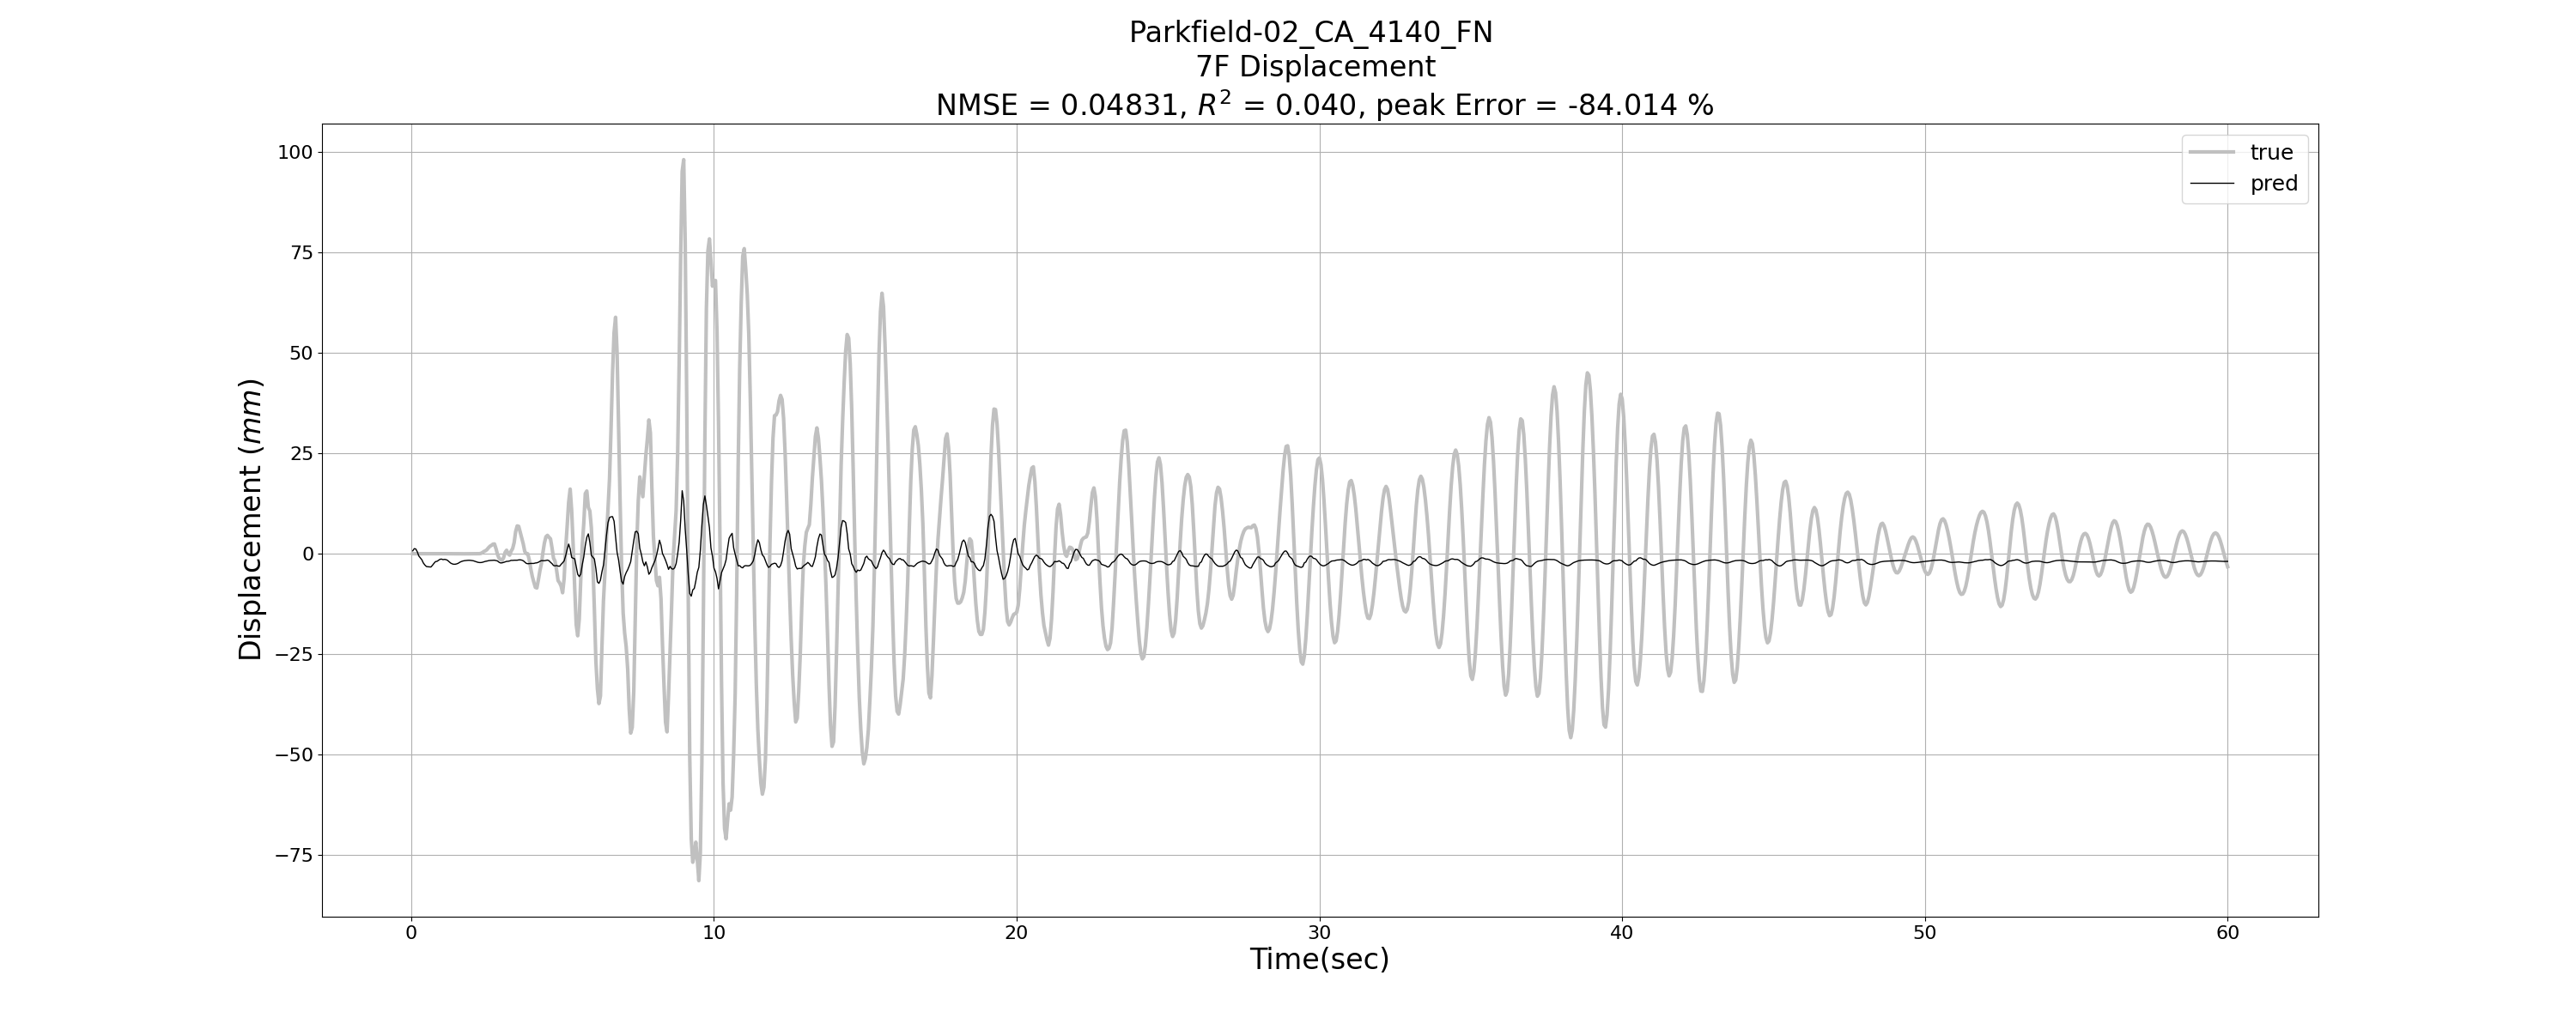 Parkfield-02_CA_4140_FN
7F Displacement
NMSE = 0.04831, R² = 0.040, peak Error = -84.014 %
true
pred
100
75
50
25
0
−25
−50
−75
Displacement (mm)
0 10 20 30 40 50 60
Time(sec)